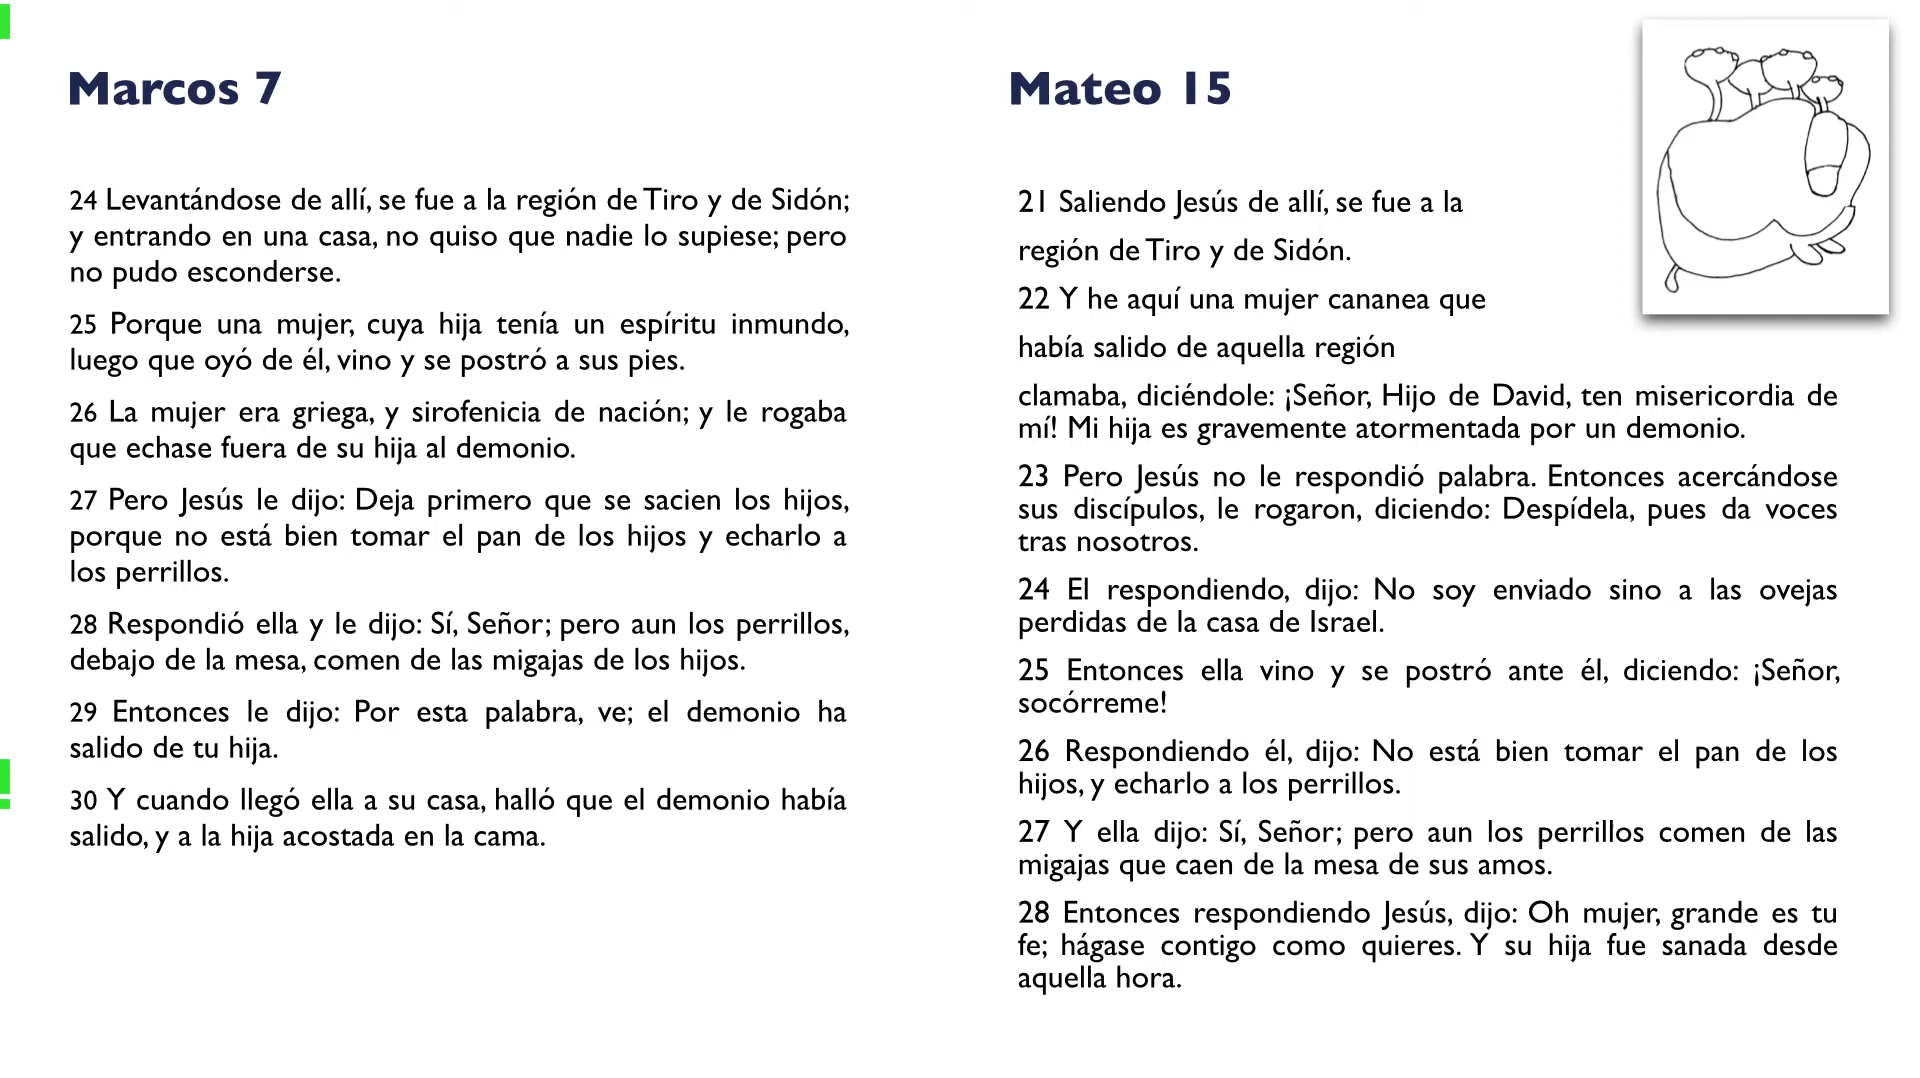 Marcos 7
24 Levantándose de allí, se fue a la región de Tiro y de Sidón;
y entrando en una casa, no quiso que nadie lo supiese; pero
no pudo esconderse.
25 Porque una mujer, cuya hija tenía un espíritu inmundo,
luego que oyó de él, vino y se postró a sus pies.
26 La mujer era griega, y sirofenicia de nación; y le rogaba
que echase fuera de su hija al demonio.
27 Pero Jesús le dijo: Deja primero que se sacien los hijos,
porque no está bien tomar el pan de los hijos y echarlo a
los perrillos.
28 Respondió ella y le dijo: Sí, Señor; pero aun los perrillos,
debajo de la mesa, comen de las migajas de los hijos.
29 Entonces le dijo: Por esta palabra, ve; el demonio ha
salido de tu hija.
30 Y cuando llegó ella a su casa, halló que el demonio había
salido, y a la hija acostada en la cama.
Mateo 15
21 Saliendo Jesús de allí, se fue a la
región de Tiro y de Sidón.
22 Y he aquí una mujer cananea que
había salido de aquella región
clamaba, diciéndole: ¡Señor, Hijo de David, ten misericordia de
mí! Mi hija es gravemente atormentada por un demonio.
23 Pero Jesús no le respondió palabra. Entonces acercándose
sus discípulos, le rogaron, diciendo: Despídela, pues da voces
tras nosotros.
24 El respondiendo, dijo: No soy enviado sino a las ovejas
perdidas de la casa de Israel.
25 Entonces ella vino y se postró ante él, diciendo: ¡Señor,
socórreme!
26 Respondiendo él, dijo: No está bien tomar el pan de los
hijos, y echarlo a los perrillos.
27 Y ella dijo: Sí, Señor; pero aun los perrillos comen de las
migajas que caen de la mesa de sus amos.
28 Entonces respondiendo Jesús, dijo: Oh mujer, grande es tu
fe; hágase contigo como quieres. Y su hija fue sanada desde
aquella hora.